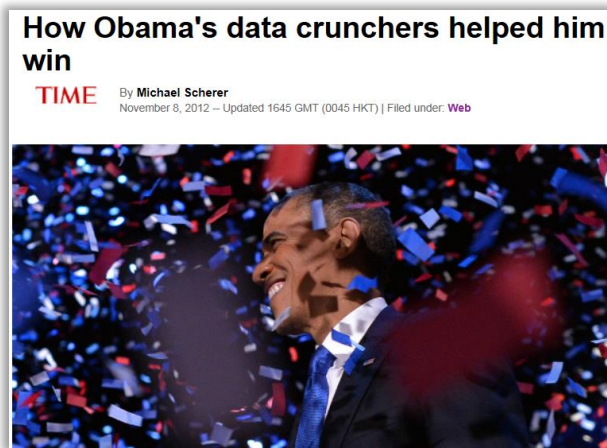 How Obama's data crunchers helped him
win
TIME
By Michael Scherer
November 8, 2012 -- Updated 1645 GMT (0045 HKT) | Filed under: Web